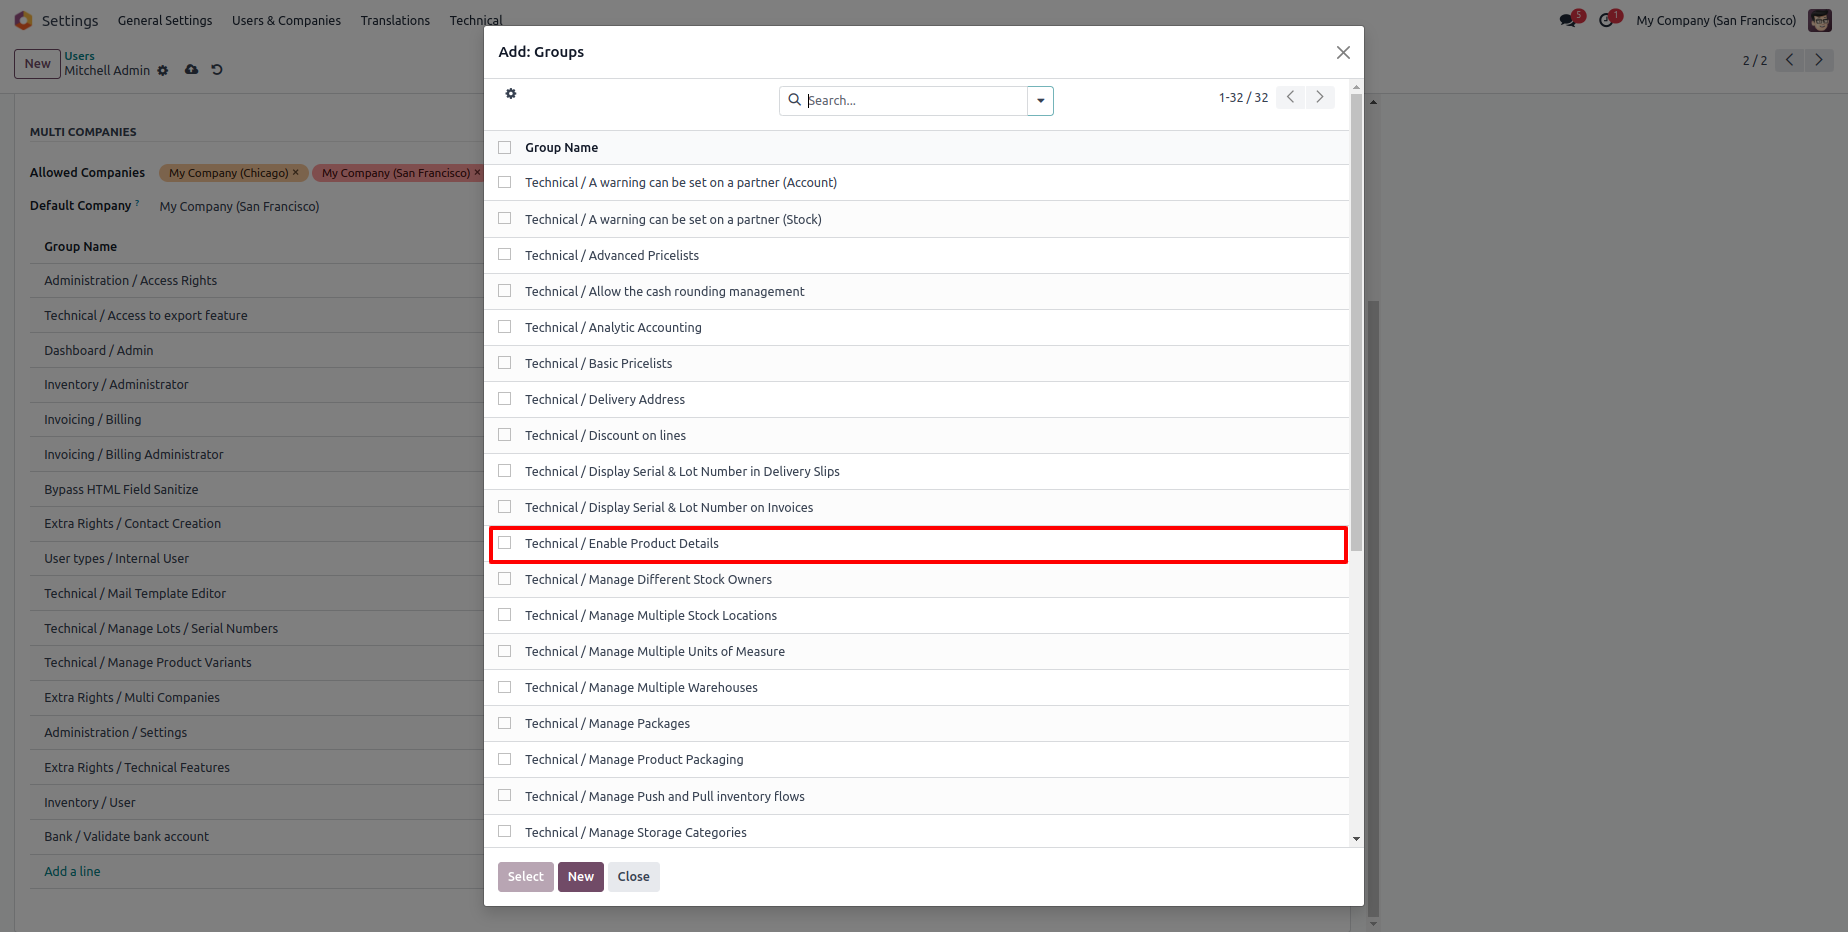 Settings General Settings Users & Companies Translations Technical 5 1 My Company (San Francisco)
New Users
Mitchell Admin
2 / 2
MULTI COMPANIES
Allowed Companies My Company (Chicago) × My Company (San Francisco) ×
Default Company ? My Company (San Francisco)
Group Name
Administration / Access Rights
Technical / Access to export feature
Dashboard / Admin
Inventory / Administrator
Invoicing / Billing
Invoicing / Billing Administrator
Bypass HTML Field Sanitize
Extra Rights / Contact Creation
User types / Internal User
Technical / Mail Template Editor
Technical / Manage Lots / Serial Numbers
Technical / Manage Product Variants
Extra Rights / Multi Companies
Administration / Settings
Extra Rights / Technical Features
Inventory / User
Bank / Validate bank account
Add a line
Add: Groups
Search...
1-32 / 32
Group Name
Technical / A warning can be set on a partner (Account)
Technical / A warning can be set on a partner (Stock)
Technical / Advanced Pricelists
Technical / Allow the cash rounding management
Technical / Analytic Accounting
Technical / Basic Pricelists
Technical / Delivery Address
Technical / Discount on lines
Technical / Display Serial & Lot Number in Delivery Slips
Technical / Display Serial & Lot Number on Invoices
Technical / Enable Product Details
Technical / Manage Different Stock Owners
Technical / Manage Multiple Stock Locations
Technical / Manage Multiple Units of Measure
Technical / Manage Multiple Warehouses
Technical / Manage Packages
Technical / Manage Product Packaging
Technical / Manage Push and Pull inventory flows
Technical / Manage Storage Categories
Select New Close